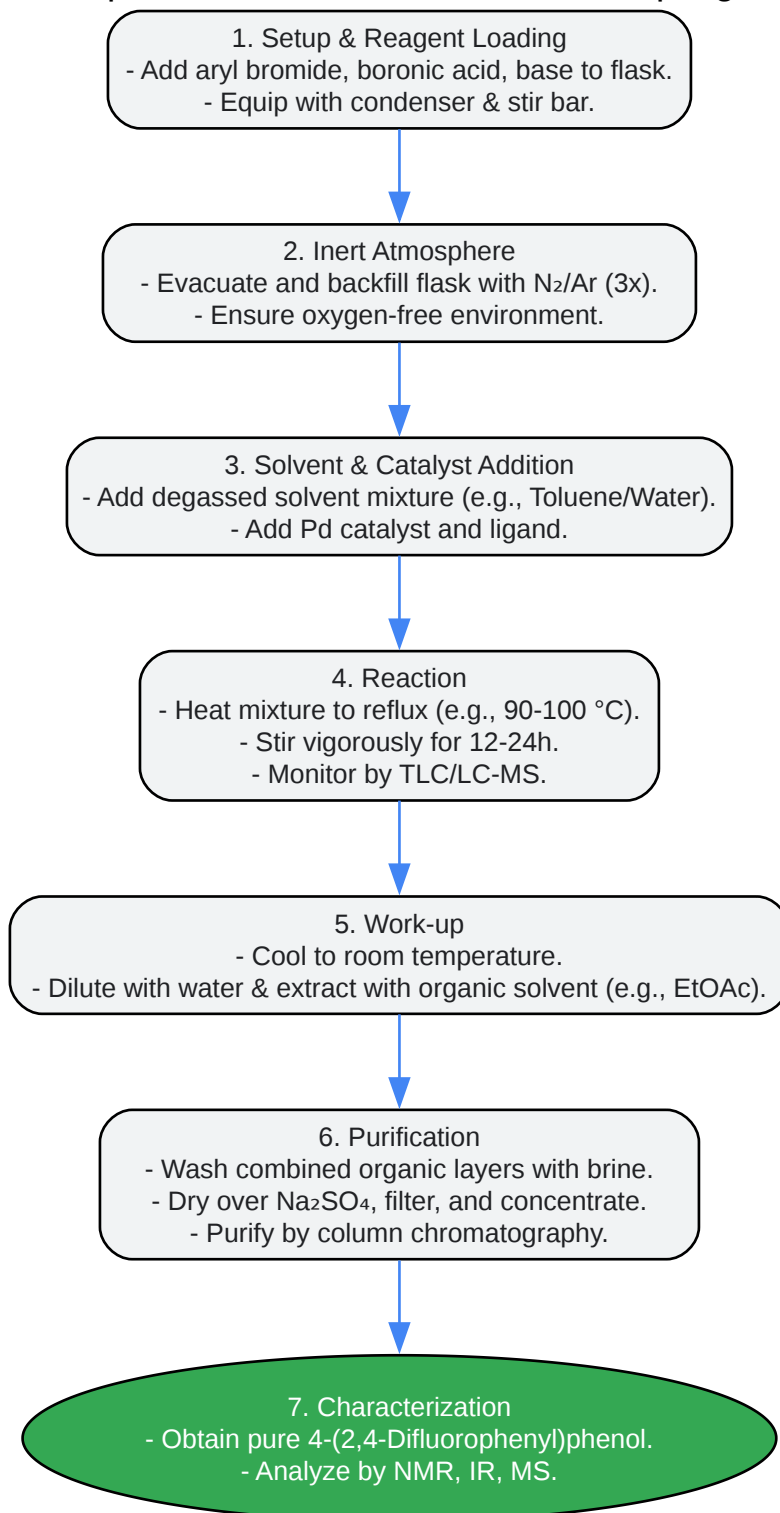 1. Setup & Reagent Loading
- Add aryl bromide, boronic acid, base to flask.
- Equip with condenser & stir bar.
2. Inert Atmosphere
- Evacuate and backfill flask with N₂/Ar (3x).
- Ensure oxygen-free environment.
3. Solvent & Catalyst Addition
- Add degassed solvent mixture (e.g., Toluene/Water).
- Add Pd catalyst and ligand.
4. Reaction
- Heat mixture to reflux (e.g., 90-100 °C).
- Stir vigorously for 12-24h.
- Monitor by TLC/LC-MS.
5. Work-up
- Cool to room temperature.
- Dilute with water & extract with organic solvent (e.g., EtOAc).
6. Purification
- Wash combined organic layers with brine.
- Dry over Na₂SO₄, filter, and concentrate.
- Purify by column chromatography.
7. Characterization
- Obtain pure 4-(2,4-Difluorophenyl)phenol.
- Analyze by NMR, IR, MS.